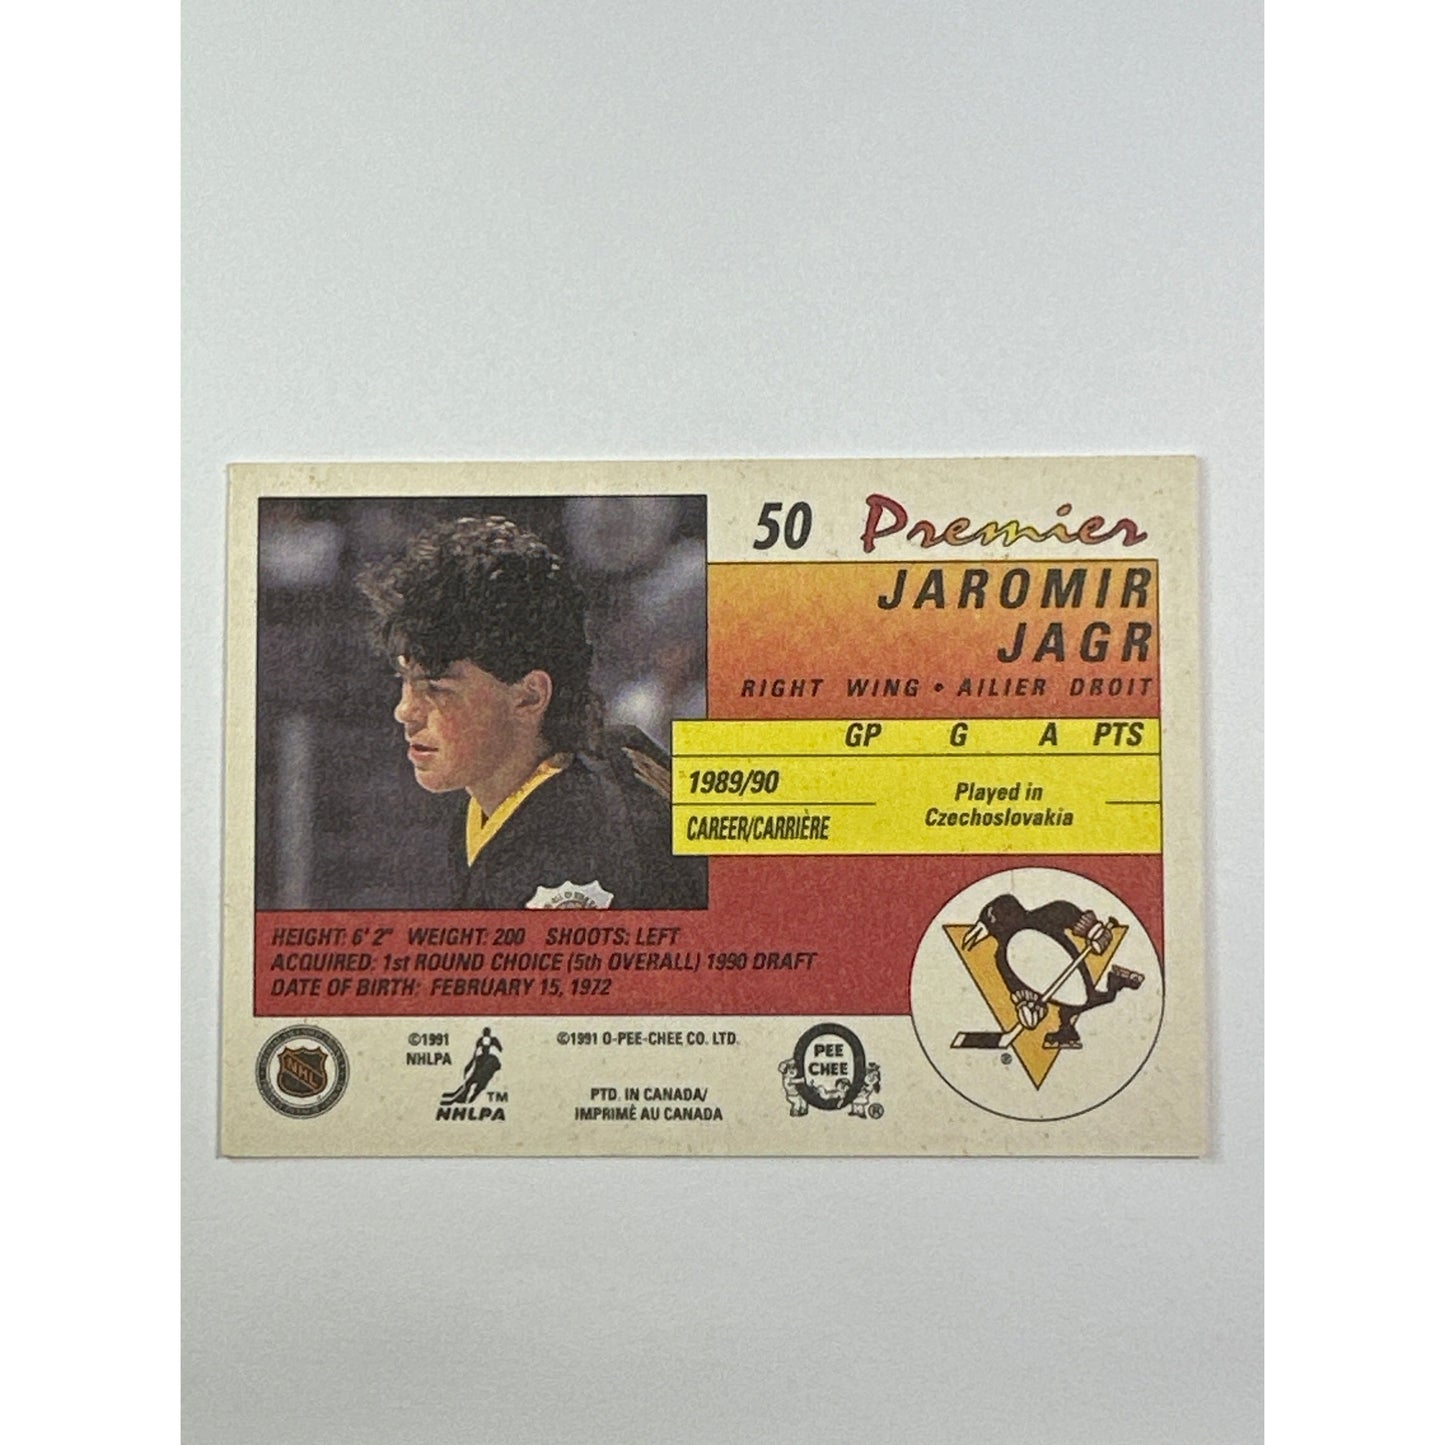 50 Premier
JAROMIR
JAGR
RIGHT WING • AILIER DROIT
GP G A PTS
1989/90
Played in
Czechoslovakia
CAREER/CARRIÈRE
HEIGHT: 6' 2" WEIGHT: 200 SHOOTS: LEFT
ACQUIRED: 1st ROUND CHOICE (5th OVERALL) 1990 DRAFT
DATE OF BIRTH: FEBRUARY 15, 1972
NHL
©1991
NHLPA
TM
NHLPA
©1991 O-PEE-CHEE CO. LTD.
PTD. IN CANADA/
IMPRIMÉ AU CANADA
O
PEE
CHEE
®
®